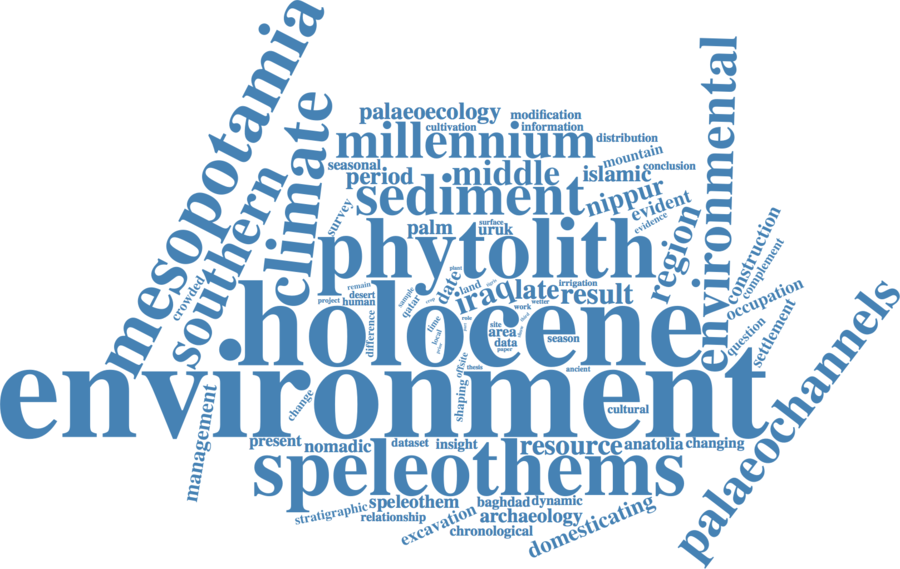 mesopotamia
southern
climate
crowded
palaeoecology
modification
cultivation
information
millennium
distribution
mountain
seasonal
period
middle
islamic
conclusion
sediment
nippur
survey
evident
evidence
palm
surface
uruk
phytolith
region
environmental
construction
complement
plant
remain
date
land
iraq
late
irrigation
result
occupation
project
desert
human
sample
qatar
wetter
work
holocene
difference
time
local
rule
site
area
data
paper
season
question
settlement
palaeochannels
environment
offsite
thesis
ancient
shaping
change
cultural
management
present
nomadic
dataset
insight
resource
anatolia
changing
speleothems
speleothem
baghdad
dynamic
stratigraphic
relationship
excavation
archaeology
chronological
domesticating